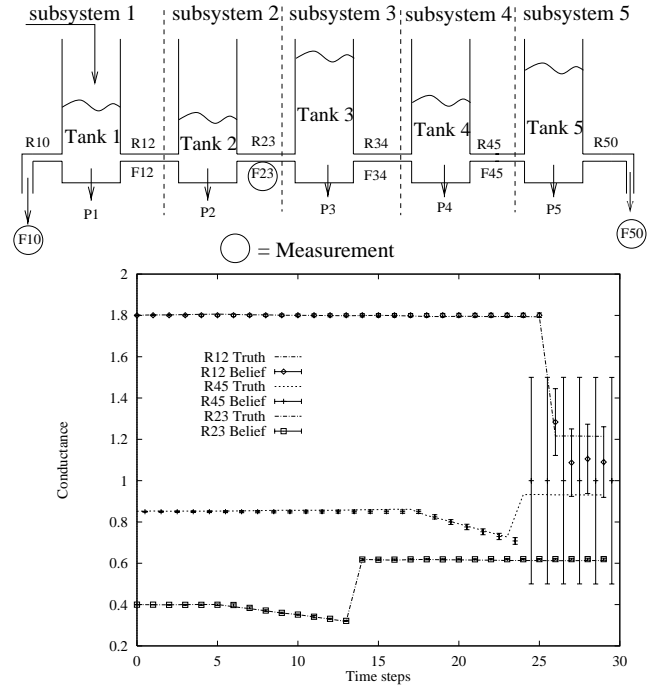 subsystem 1 subsystem 2 subsystem 3 subsystem 4 subsystem 5
Tank 1 Tank 2 Tank 3 Tank 4 Tank 5
R10 R12 R23 R34 R45 R50
F12 F23 F34 F45
P1 P2 P3 P4 P5
F10 F50
= Measurement
2
1.8
1.6
1.4
1.2
1
0.8
0.6
0.4
0.2
Conductance
R12 Truth
R12 Belief
R45 Truth
R45 Belief
R23 Truth
R23 Belief
0 5 10 15 20 25 30
Time steps